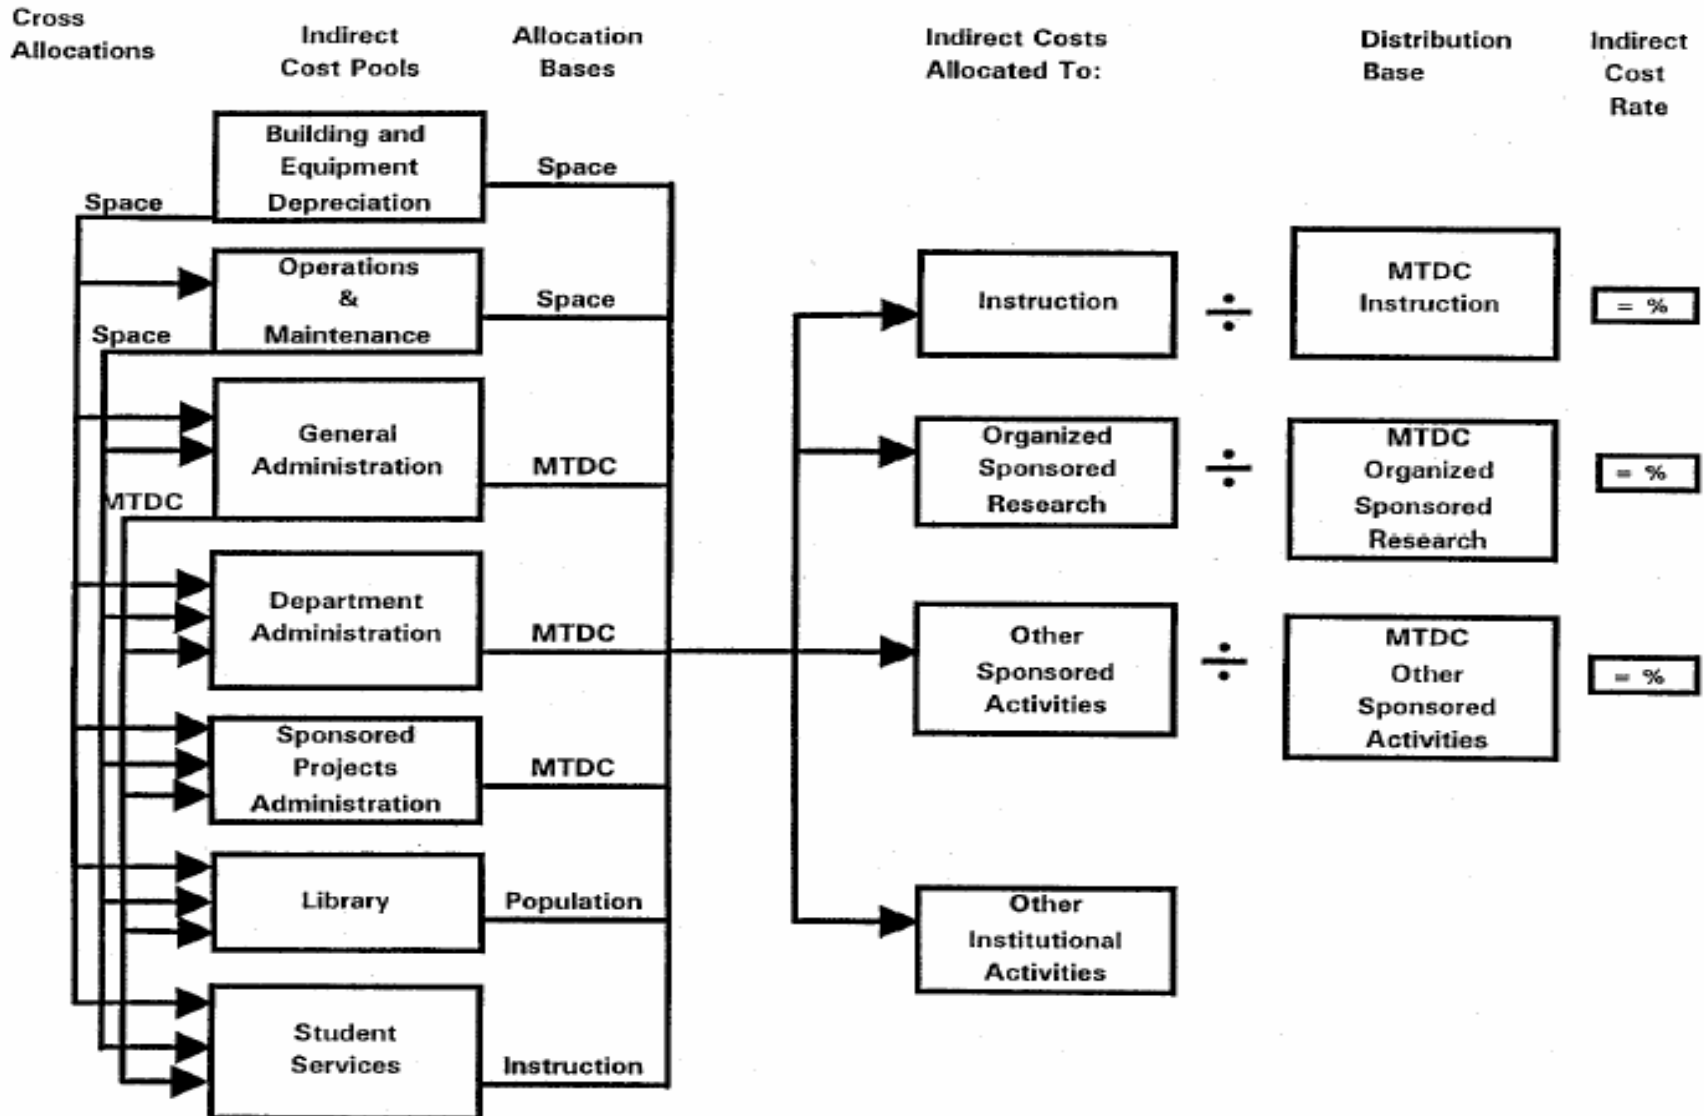 Cross
Allocations
Indirect
Cost Pools
Allocation
Bases
Indirect Costs
Allocated To:
Distribution
Base
Indirect
Cost
Rate
Building and
Equipment
Depreciation
Space
Space
Operations
&
Maintenance
Space
Space
General
Administration
MTDC
MTDC
Department
Administration
MTDC
Sponsored
Projects
Administration
MTDC
Library
Population
Student
Services
Instruction
Instruction
÷
MTDC
Instruction
= %
Organized
Sponsored
Research
÷
MTDC
Organized
Sponsored
Research
= %
Other
Sponsored
Activities
÷
MTDC
Other
Sponsored
Activities
= %
Other
Institutional
Activities